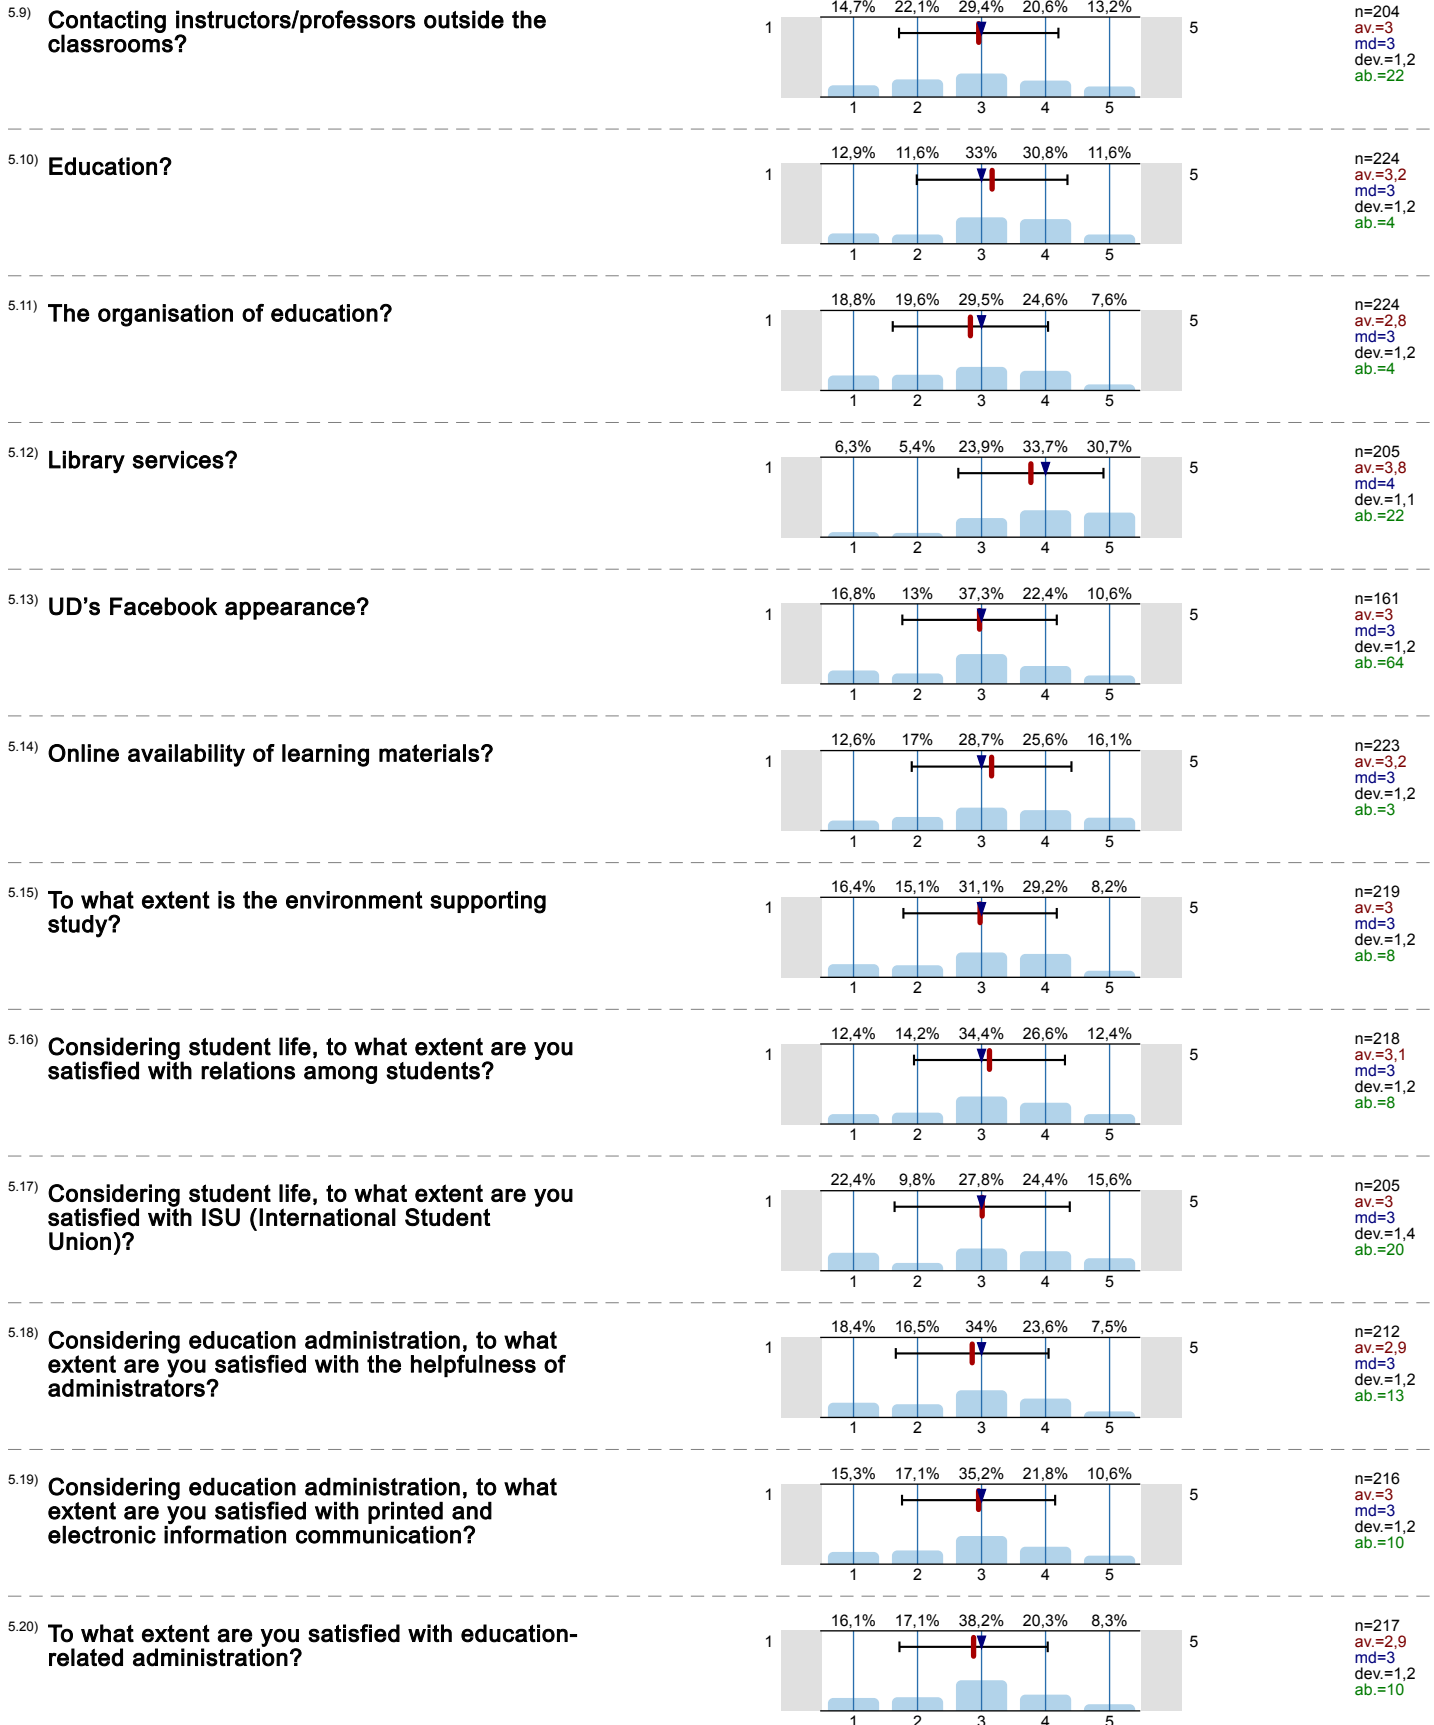 5.9) Contacting instructors/professors outside the
classrooms?
14,7% 22,1% 29,4% 20,6% 13,2%
1 5
1 2 3 4 5
n=204
av.=3
md=3
dev.=1,2
ab.=22
5.10) Education?
12,9% 11,6% 33% 30,8% 11,6%
1 5
1 2 3 4 5
n=224
av.=3,2
md=3
dev.=1,2
ab.=4
5.11) The organisation of education?
18,8% 19,6% 29,5% 24,6% 7,6%
1 5
1 2 3 4 5
n=224
av.=2,8
md=3
dev.=1,2
ab.=4
5.12) Library services?
6,3% 5,4% 23,9% 33,7% 30,7%
1 5
1 2 3 4 5
n=205
av.=3,8
md=4
dev.=1,1
ab.=22
5.13) UD’s Facebook appearance?
16,8% 13% 37,3% 22,4% 10,6%
1 5
1 2 3 4 5
n=161
av.=3
md=3
dev.=1,2
ab.=64
5.14) Online availability of learning materials?
12,6% 17% 28,7% 25,6% 16,1%
1 5
1 2 3 4 5
n=223
av.=3,2
md=3
dev.=1,2
ab.=3
5.15) To what extent is the environment supporting
study?
16,4% 15,1% 31,1% 29,2% 8,2%
1 5
1 2 3 4 5
n=219
av.=3
md=3
dev.=1,2
ab.=8
5.16) Considering student life, to what extent are you
satisfied with relations among students?
12,4% 14,2% 34,4% 26,6% 12,4%
1 5
1 2 3 4 5
n=218
av.=3,1
md=3
dev.=1,2
ab.=8
5.17) Considering student life, to what extent are you
satisfied with ISU (International Student
Union)?
22,4% 9,8% 27,8% 24,4% 15,6%
1 5
1 2 3 4 5
n=205
av.=3
md=3
dev.=1,4
ab.=20
5.18) Considering education administration, to what
extent are you satisfied with the helpfulness of
administrators?
18,4% 16,5% 34% 23,6% 7,5%
1 5
1 2 3 4 5
n=212
av.=2,9
md=3
dev.=1,2
ab.=13
5.19) Considering education administration, to what
extent are you satisfied with printed and
electronic information communication?
15,3% 17,1% 35,2% 21,8% 10,6%
1 5
1 2 3 4 5
n=216
av.=3
md=3
dev.=1,2
ab.=10
5.20) To what extent are you satisfied with education-
related administration?
16,1% 17,1% 38,2% 20,3% 8,3%
1 5
1 2 3 4 5
n=217
av.=2,9
md=3
dev.=1,2
ab.=10